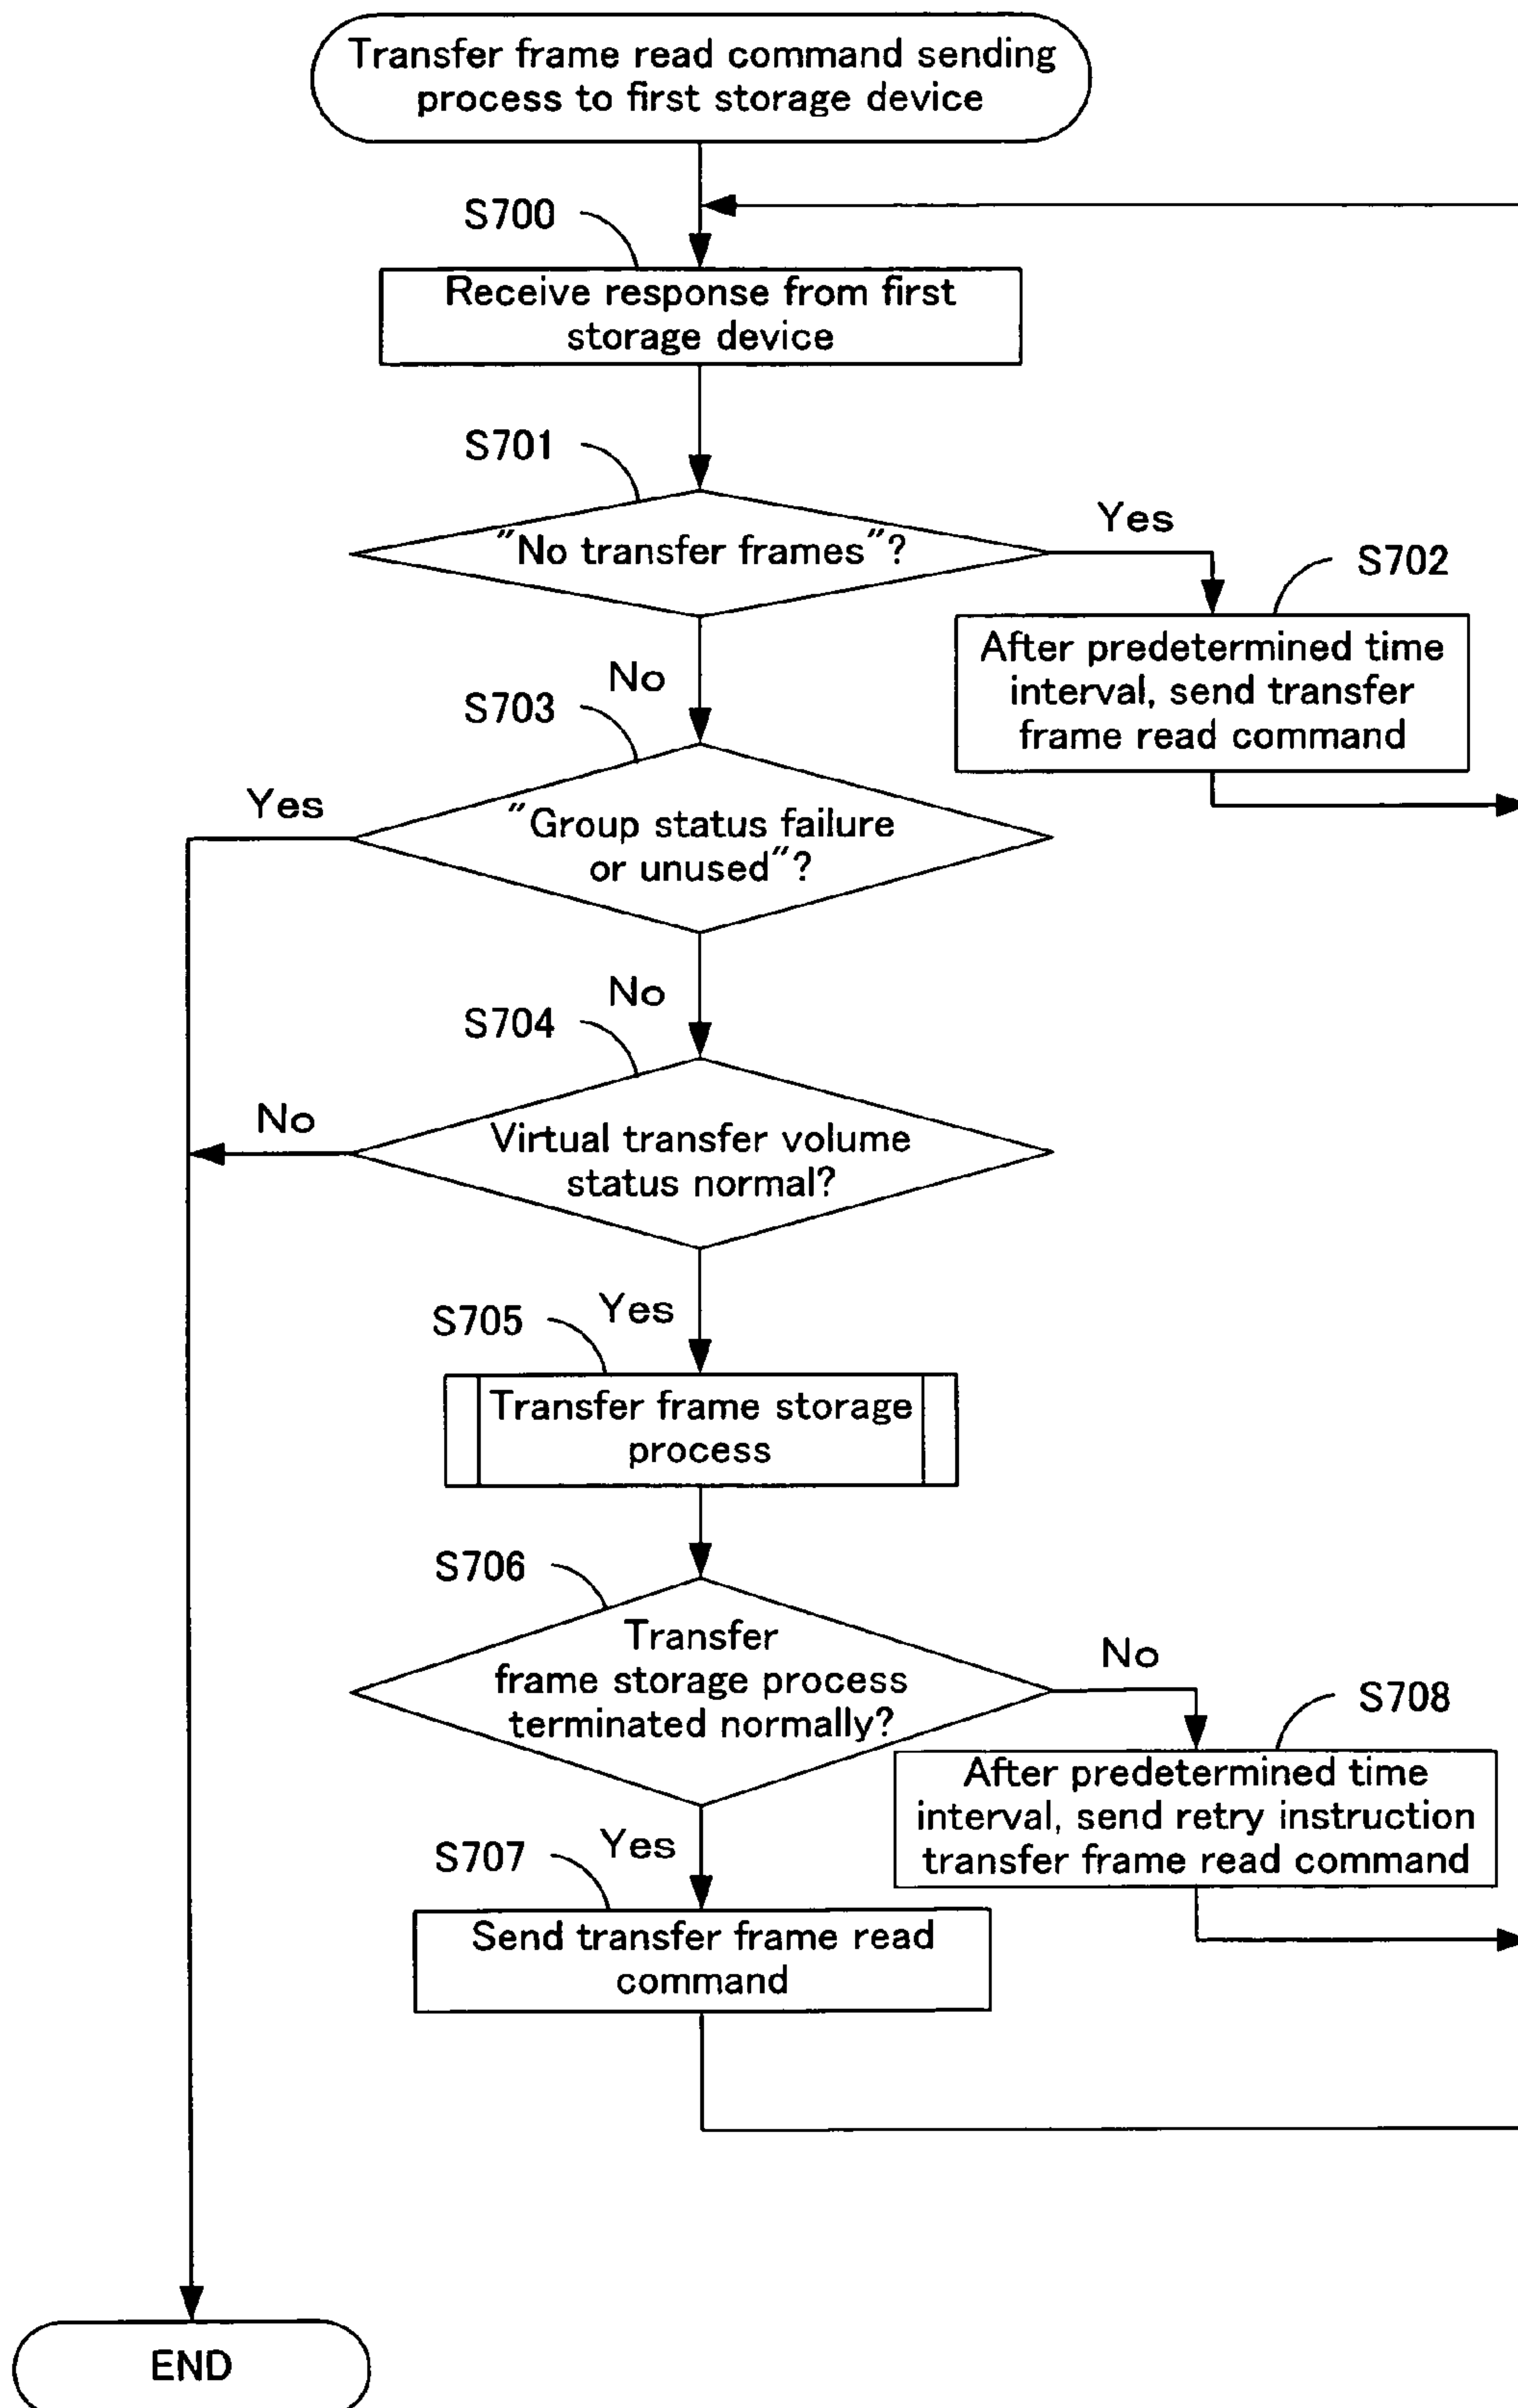 Transfer frame read command sending
process to first storage device
S700
Receive response from first
storage device
S701
"No transfer frames"?
Yes
S702
After predetermined time
interval, send transfer
frame read command
No
S703
Yes
"Group status failure
or unused"?
No
S704
No
Virtual transfer volume
status normal?
Yes
S705
Transfer frame storage
process
S706
Transfer
frame storage process
terminated normally?
No
S708
After predetermined time
interval, send retry instruction
transfer frame read command
Yes
S707
Send transfer frame read
command
END